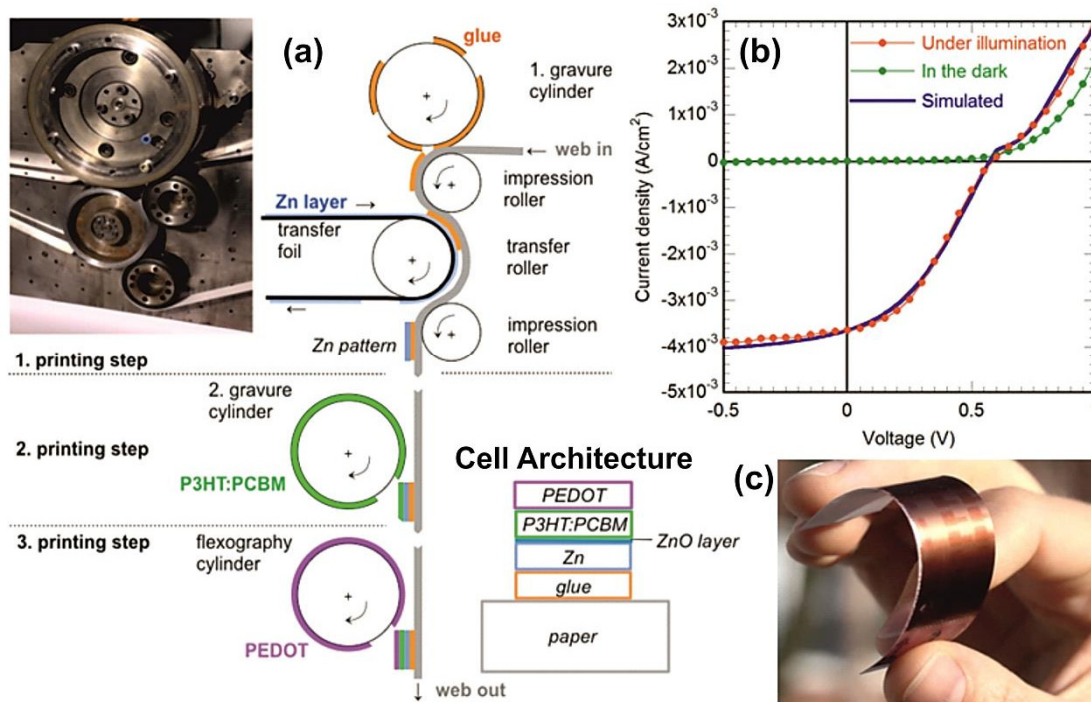 (a)
glue
1. gravure
cylinder
web in
impression
roller
Zn layer
transfer
foil
transfer
roller
impression
roller
Zn pattern
1. printing step
2. gravure
cylinder
2. printing step
P3HT:PCBM
3. printing step
flexography
cylinder
PEDOT
web out
Cell Architecture
PEDOT
P3HT:PCBM
ZnO layer
Zn
glue
paper
(b)
Under illumination
In the dark
Simulated
Current density (A/cm²)
3x10⁻³
2x10⁻³
1x10⁻³
0
-1x10⁻³
-2x10⁻³
-3x10⁻³
-4x10⁻³
-5x10⁻³
-0.5
0
0.5
Voltage (V)
(c)